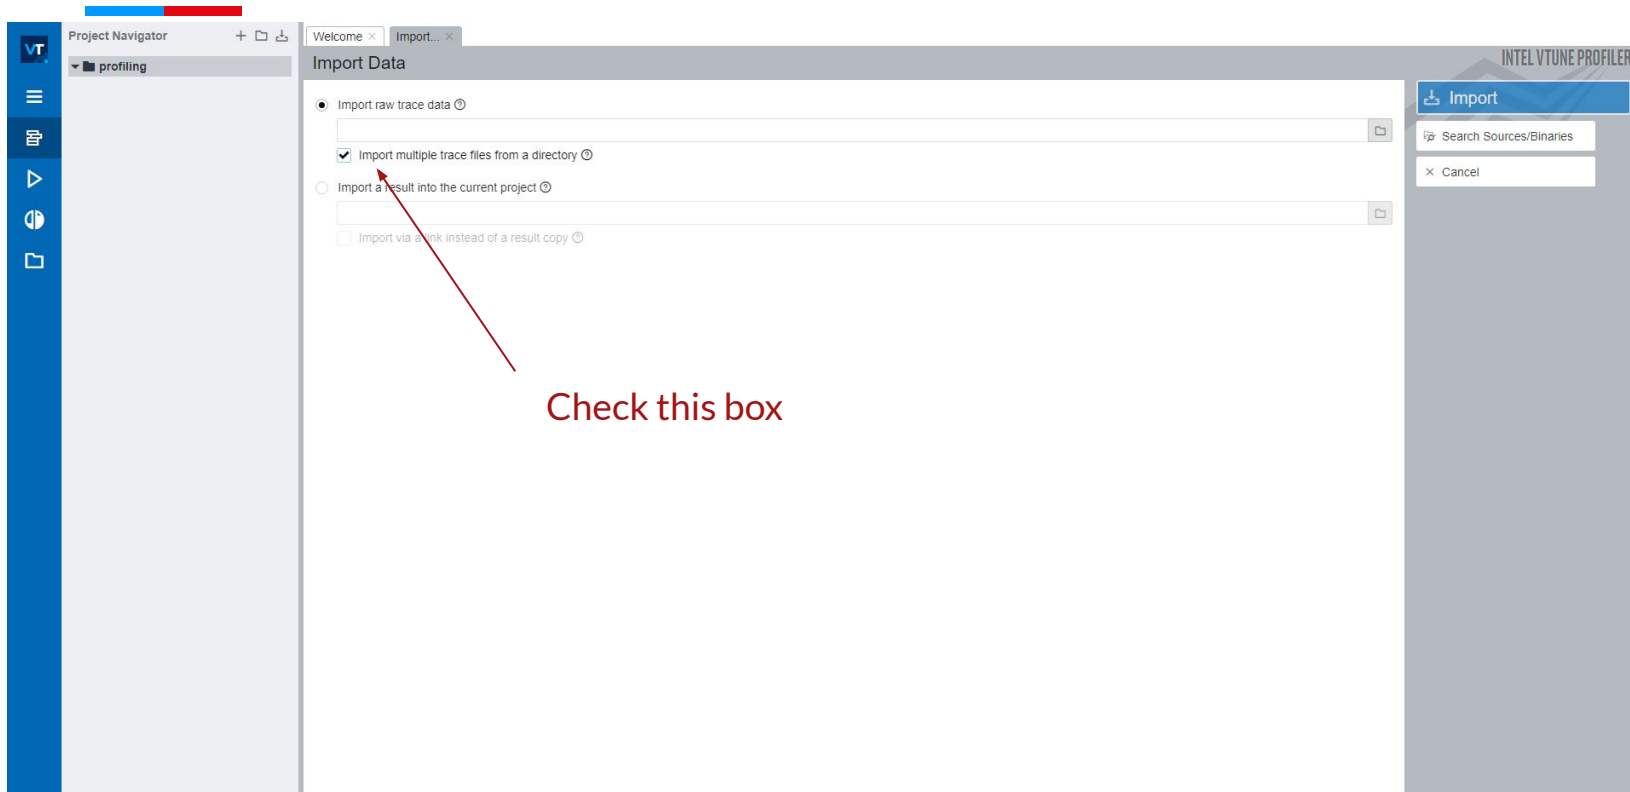 VT
Project Navigator
profiling
Welcome
Import...
Import Data
INTEL VTUNE PROFILER
Import raw trace data
Import multiple trace files from a directory
Import a result into the current project
Import via a link instead of a result copy
Import
Search Sources/Binaries
Cancel
Check this box